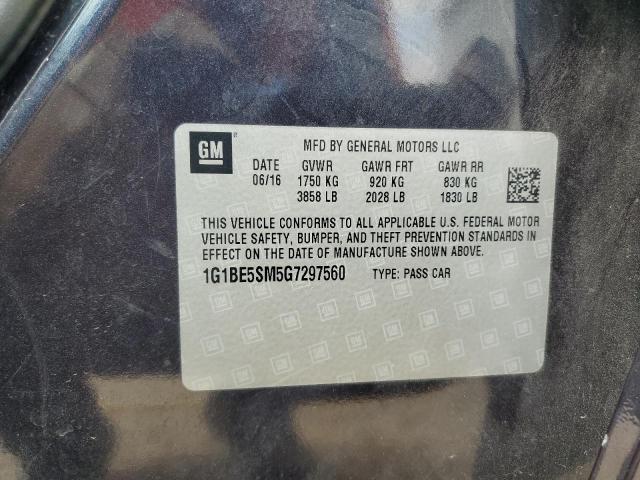 GM
MFD BY GENERAL MOTORS LLC
DATE GVWR GAWR FRT GAWR RR
06/16 1750 KG 920 KG 830 KG
3858 LB 2028 LB 1830 LB
THIS VEHICLE CONFORMS TO ALL APPLICABLE U.S. FEDERAL MOTOR
VEHICLE SAFETY, BUMPER, AND THEFT PREVENTION STANDARDS IN
EFFECT ON THE DATE OF MANUFACTURE SHOWN ABOVE.
1G1BE5SM5G7297560 TYPE: PASS CAR